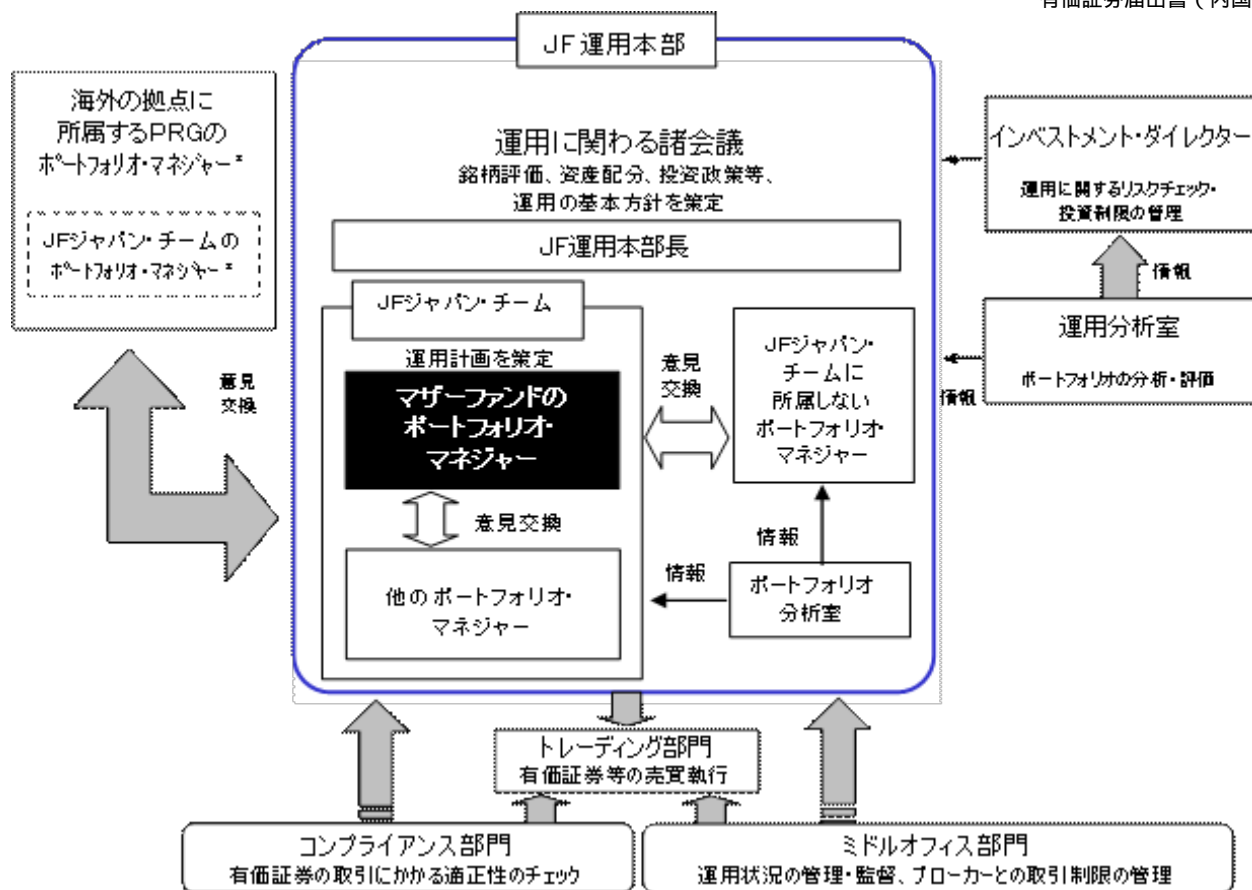 有価証券届出書(内国
JF運用本部
海外の拠点に
所属するPRGの
ポートフォリオ・マネジャー*
JFジャパン・チームの
ポートフォリオ・マネジャー*
意見
交換
運用に関わる諸会議
銘柄評価、資産配分、投資政策等、
運用の基本方針を策定
JF運用本部長
JFジャパン・チーム
運用計画を策定
マザーファンドの
ポートフォリオ・
マネジャー
意見交換
他のポートフォリオ・
マネジャー
意見
交換
JFジャパン・
チームに
所属しない
ポートフォリオ・
マネジャー
情報
情報
ポートフォリオ
分析室
インベストメント・ダイレクター
運用に関するリスクチェック・
投資制限の管理
情報
運用分析室
ポートフォリオの分析・評価
情報
トレーディング部門
有価証券等の売買執行
コンプライアンス部門
有価証券の取引にかかる適正性のチェック
ミドルオフィス部門
運用状況の管理・監督、ブローカーとの取引制限の管理